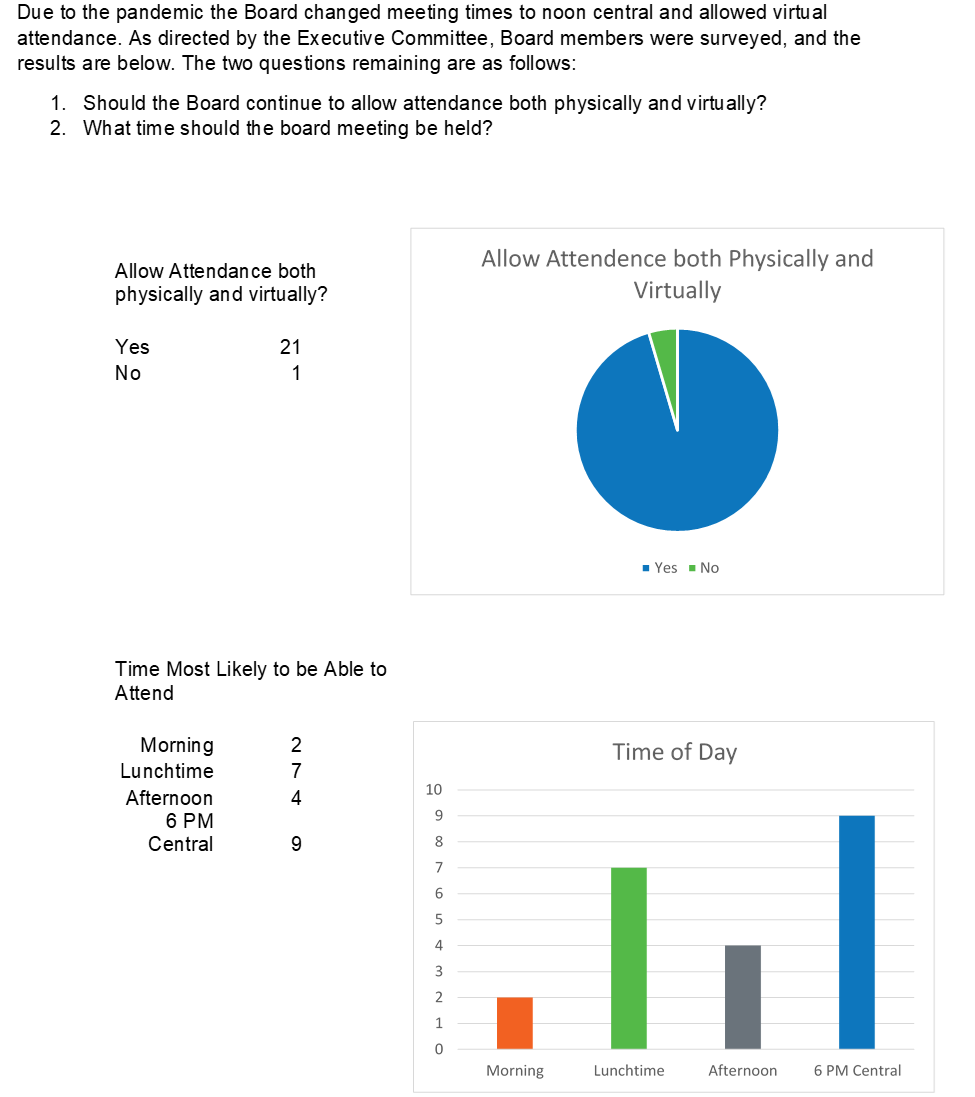 Due to the pandemic the Board changed meeting times to noon central and allowed virtual
attendance. As directed by the Executive Committee, Board members were surveyed, and the
results are below. The two questions remaining are as follows:
1. Should the Board continue to allow attendance both physically and virtually?
2. What time should the board meeting be held?
Allow Attendance both
physically and virtually?
Yes 21
No 1
Allow Attendence both Physically and
Virtually
Yes No
Time Most Likely to be Able to
Attend
Morning 2
Lunchtime 7
Afternoon 4
6 PM
Central 9
Time of Day
10
9
8
7
6
5
4
3
2
1
0
Morning Lunchtime Afternoon 6 PM Central